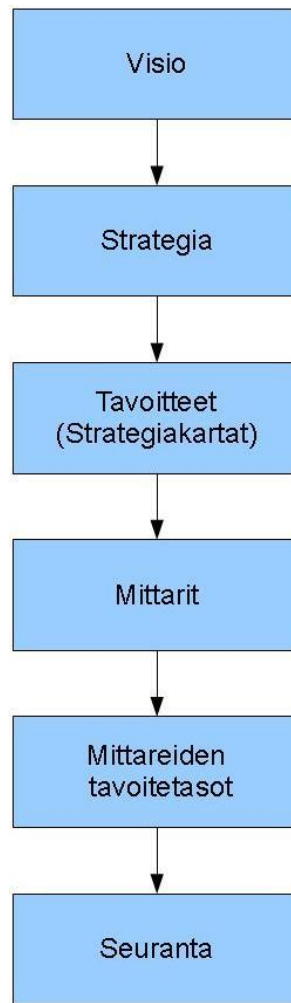 Visio
Strategia
Tavoitteet
(Strategiakartat)
Mittarit
Mittareiden
tavoitetasot
Seuranta